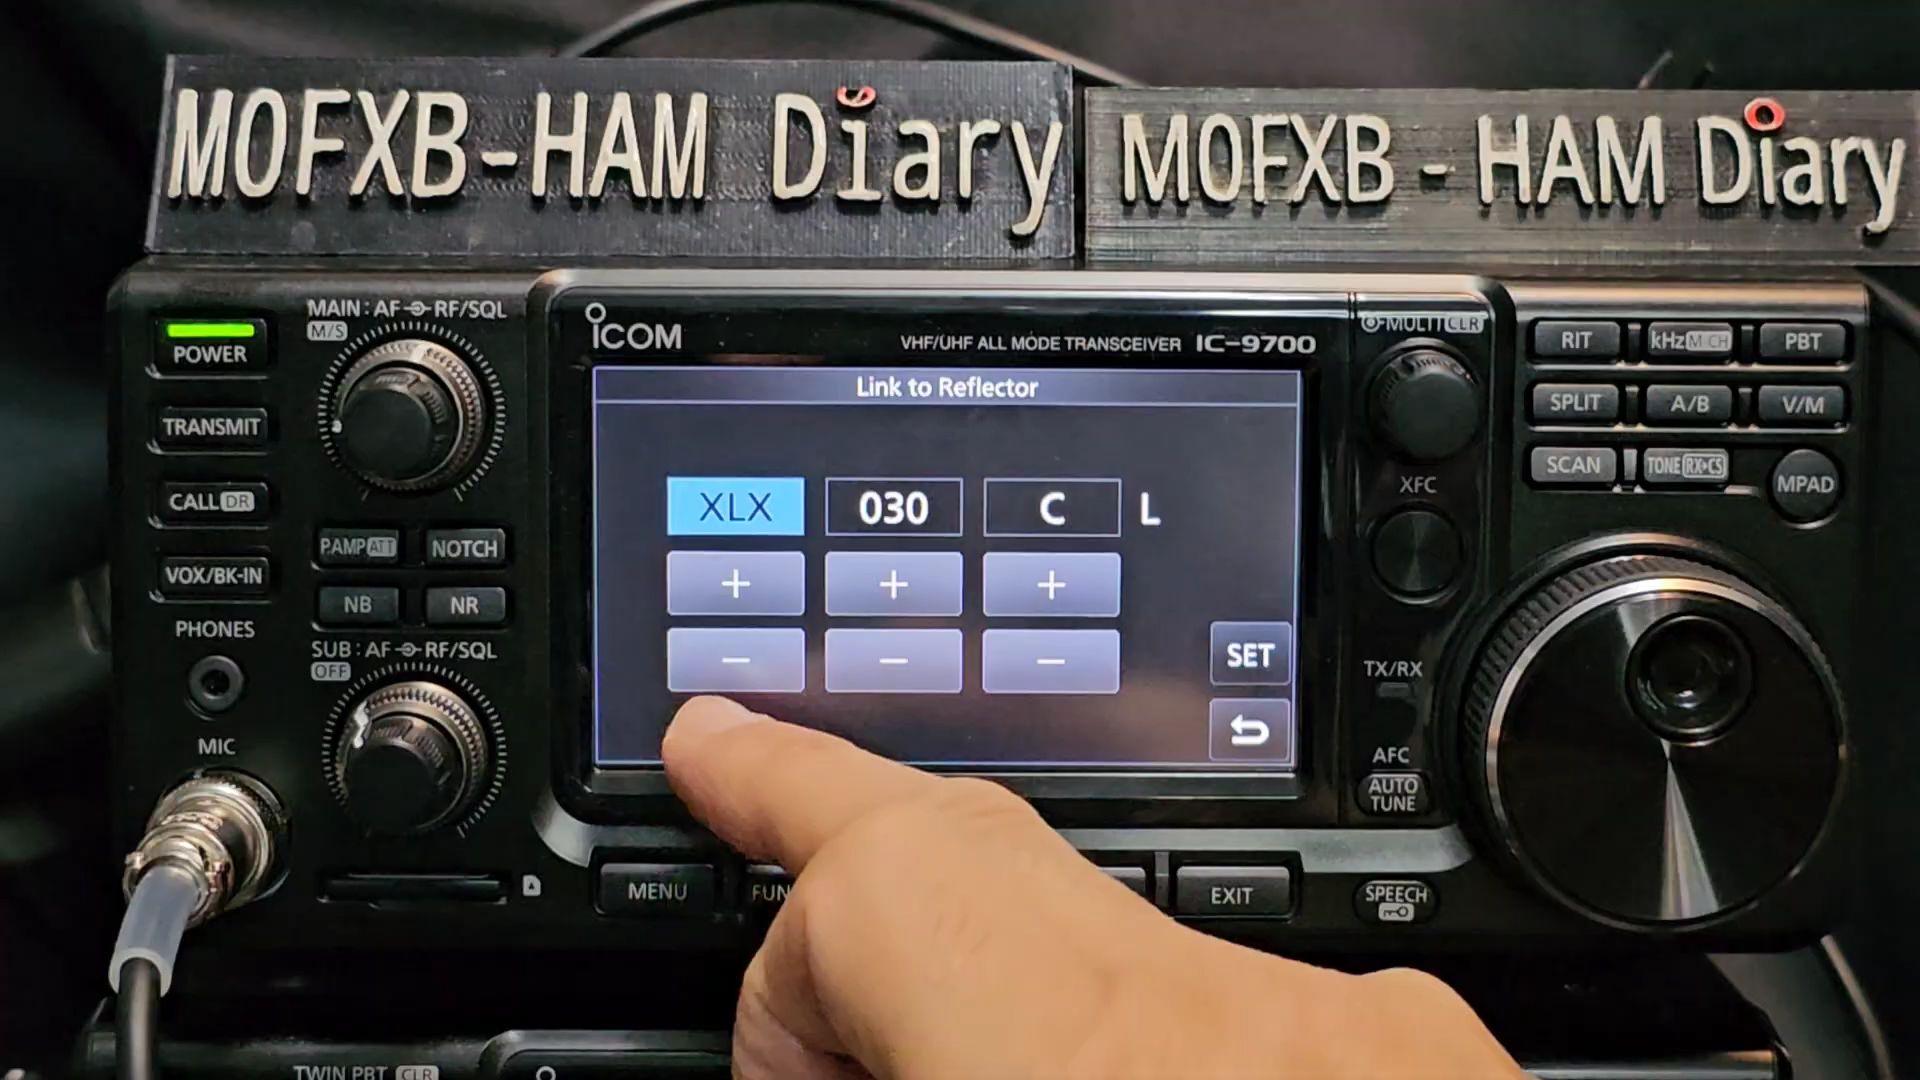 M0FXB-HAM Diary
M0FXB - HAM Diary
MAIN : AF RF/SQL
M/S
POWER
TRANSMIT
CALL DR
VOX/BK-IN
P.AMP ATT
NOTCH
NB
NR
PHONES
SUB : AF RF/SQL
OFF
MIC
ICOM
VHF/UHF ALL MODE TRANSCEIVER IC-9700
Link to Reflector
XLX 030 C L
+ + +
− − −
SET
MENU
FUN
EXIT
MULTI CLR
XFC
TX/RX
AFC
AUTO
TUNE
SPEECH
RIT
kHz M-CH
PBT
SPLIT
A/B
V/M
SCAN
TONE RX▸CS
MPAD
TWIN PBT CLR